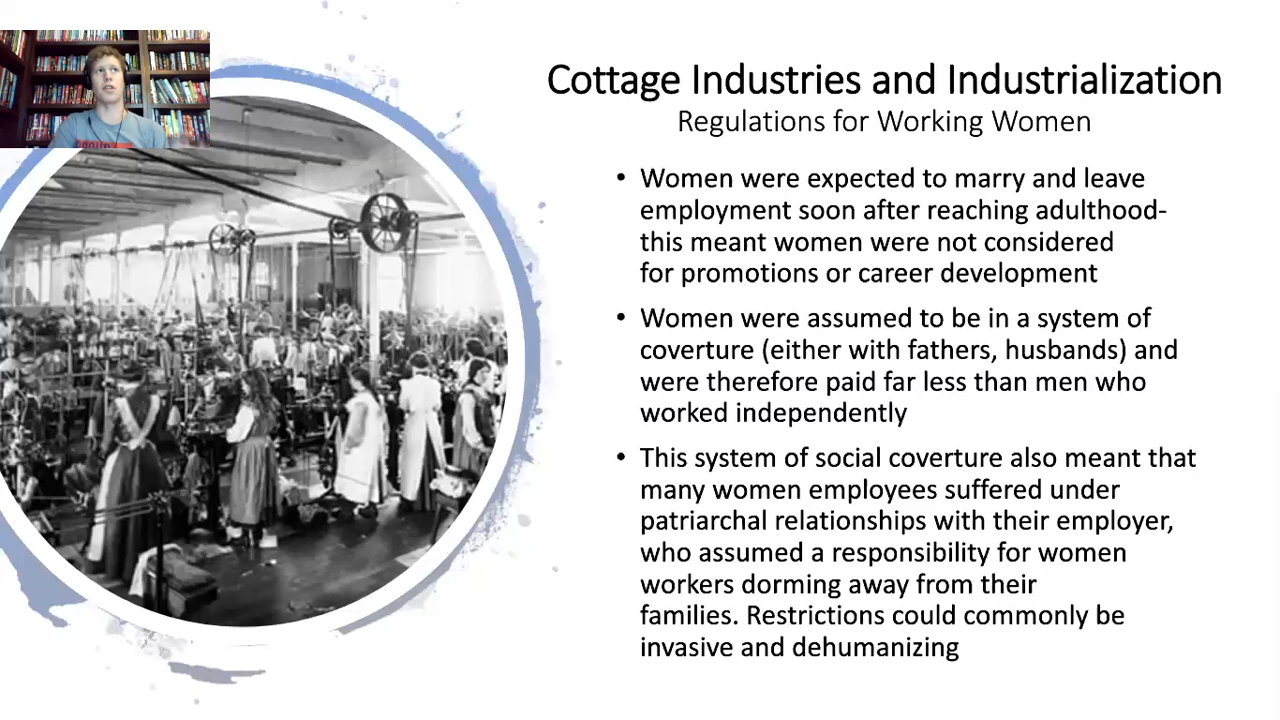 Cottage Industries and Industrialization
Regulations for Working Women
• Women were expected to marry and leave
employment soon after reaching adulthood-
this meant women were not considered
for promotions or career development
• Women were assumed to be in a system of
coverture (either with fathers, husbands) and
were therefore paid far less than men who
worked independently
• This system of social coverture also meant that
many women employees suffered under
patriarchal relationships with their employer,
who assumed a responsibility for women
workers dorming away from their
families. Restrictions could commonly be
invasive and dehumanizing